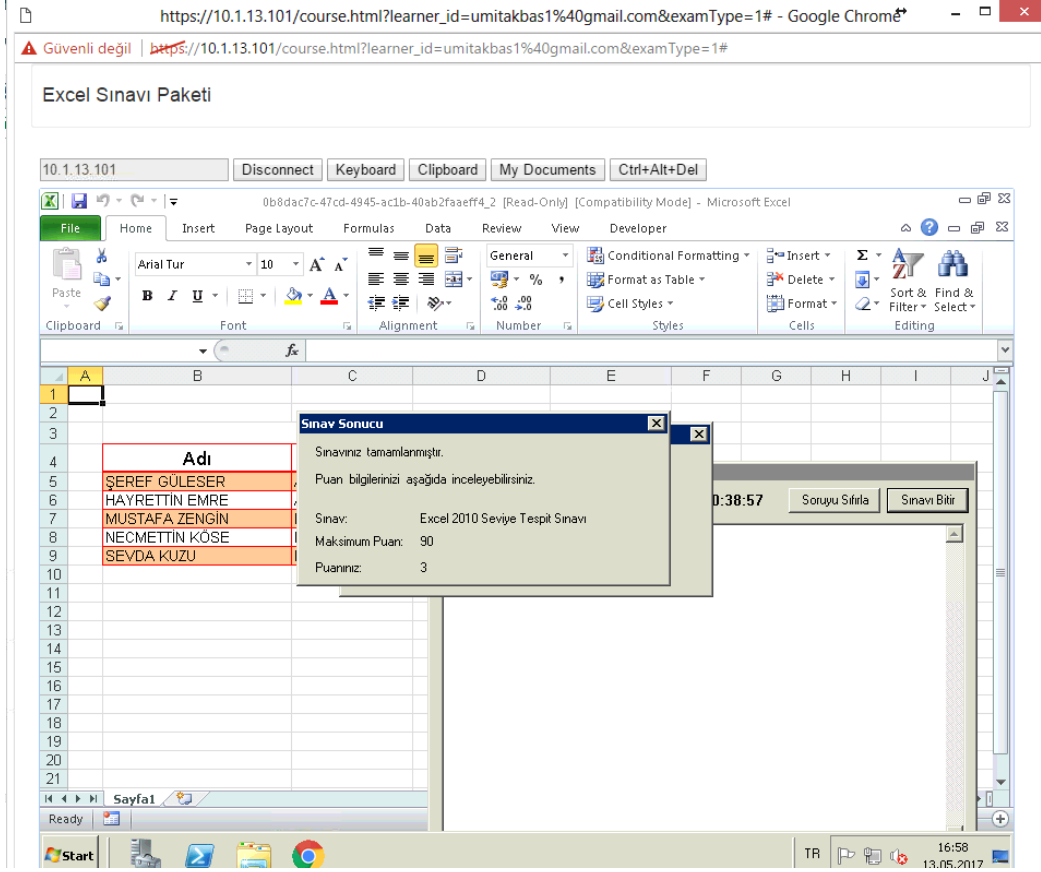 https://10.1.13.101/course.html?learner_id=umitakbas1%40gmail.com&examType=1# - Google Chrome
Güvenli değil | https://10.1.13.101/course.html?learner_id=umitakbas1%40gmail.com&examType=1#
Excel Sınavı Paketi
10.1.13.101 Disconnect Keyboard Clipboard My Documents Ctrl+Alt+Del
0b8dac7c-47cd-4945-ac1b-40ab2faaeff4_2 [Read-Only] [Compatibility Mode] - Microsoft Excel
File Home Insert Page Layout Formulas Data Review View Developer
Arial Tur 10 General Conditional Formatting Insert Σ
Paste B I U A % , Format as Table Delete Sort & Find &
Cell Styles Format Filter Select
Clipboard Font Alignment Number Styles Cells Editing
fx
A B C D E F G H I J
1
2
3
4 Adı
5 ŞEREF GÜLESER
6 HAYRETTİN EMRE
7 MUSTAFA ZENGİN
8 NECMETTİN KÖSE
9 SEVDA KUZU
10
11
12
13
14
15
16
17
18
19
20
21
Sınav Sonucu
Sınavınız tamamlanmıştır.
Puan bilgilerinizi aşağıda inceleyebilirsiniz.
Sınav: Excel 2010 Seviye Tespit Sınavı
Maksimum Puan: 90
Puanınız: 3
0:38:57 Soruyu Sıfırla Sınavı Bitir
Sayfa1
Ready
Start TR 16:58
13.05.2017